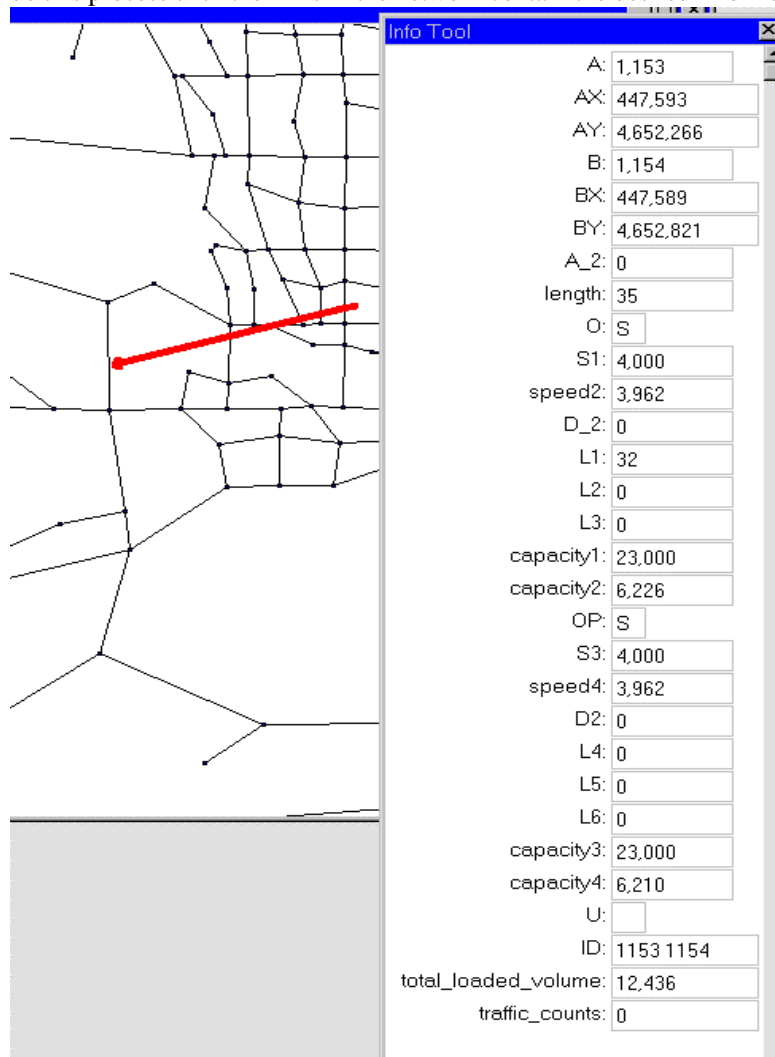 Info Tool
A: 1,153
AX: 447,593
AY: 4,652,266
B: 1,154
BX: 447,589
BY: 4,652,821
A_2: 0
length: 35
O: S
S1: 4,000
speed2: 3,962
D_2: 0
L1: 32
L2: 0
L3: 0
capacity1: 23,000
capacity2: 6,226
OP: S
S3: 4,000
speed4: 3,962
D2: 0
L4: 0
L5: 0
L6: 0
capacity3: 23,000
capacity4: 6,210
U:
ID: 1153 1154
total_loaded_volume: 12,436
traffic_counts: 0